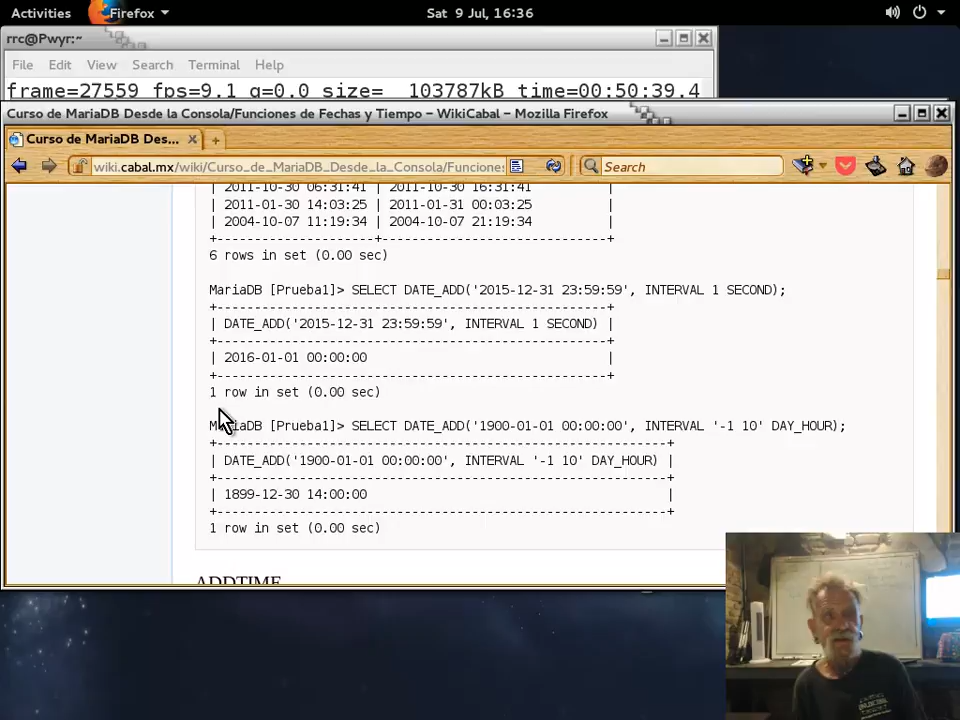 Activities Firefox Sat 9 Jul, 16:36
rrc@Pwyr:~
File Edit View Search Terminal Help
frame=27559 fps=9.1 q=0.0 size= 103787kB time=00:50:39.4
Curso de MariaDB Desde la Consola/Funciones de Fechas y Tiempo – WikiCabal – Mozilla Firefox
Curso de MariaDB Des... × +
wiki.cabal.mx/wiki/Curso_de_MariaDB_Desde_la_Consola/Funciones Search
| 2011-10-30 06:31:41 | 2011-10-30 16:31:41 |
| 2011-01-30 14:03:25 | 2011-01-31 00:03:25 |
| 2004-10-07 11:19:34 | 2004-10-07 21:19:34 |
+---------------------+------------------------------+
6 rows in set (0.00 sec)
MariaDB [Prueba1]> SELECT DATE_ADD('2015-12-31 23:59:59', INTERVAL 1 SECOND);
+----------------------------------------------------+
| DATE_ADD('2015-12-31 23:59:59', INTERVAL 1 SECOND) |
+----------------------------------------------------+
| 2016-01-01 00:00:00 |
+----------------------------------------------------+
1 row in set (0.00 sec)
MariaDB [Prueba1]> SELECT DATE_ADD('1900-01-01 00:00:00', INTERVAL '-1 10' DAY_HOUR);
+------------------------------------------------------------+
| DATE_ADD('1900-01-01 00:00:00', INTERVAL '-1 10' DAY_HOUR) |
+------------------------------------------------------------+
| 1899-12-30 14:00:00 |
+------------------------------------------------------------+
1 row in set (0.00 sec)
ADDTIME